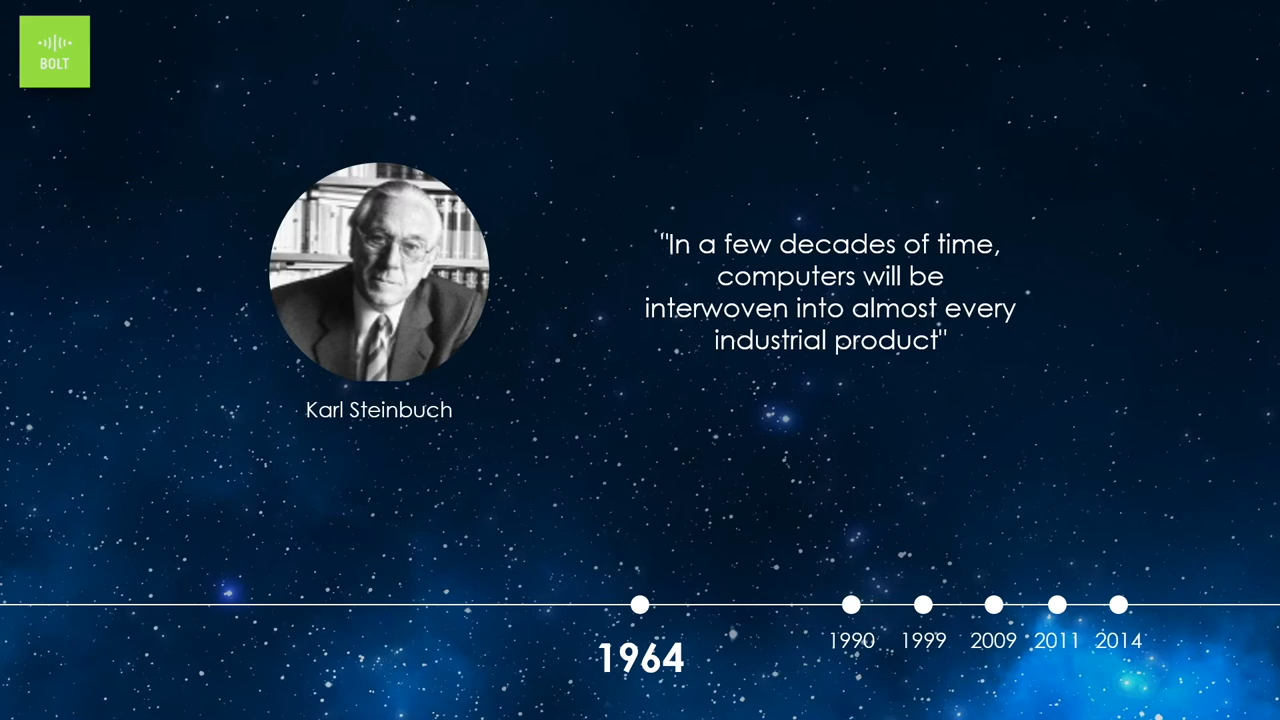 BOLT
"In a few decades of time,
computers will be
interwoven into almost every
industrial product"
Karl Steinbuch
1964
1990
1999
2009
2011
2014